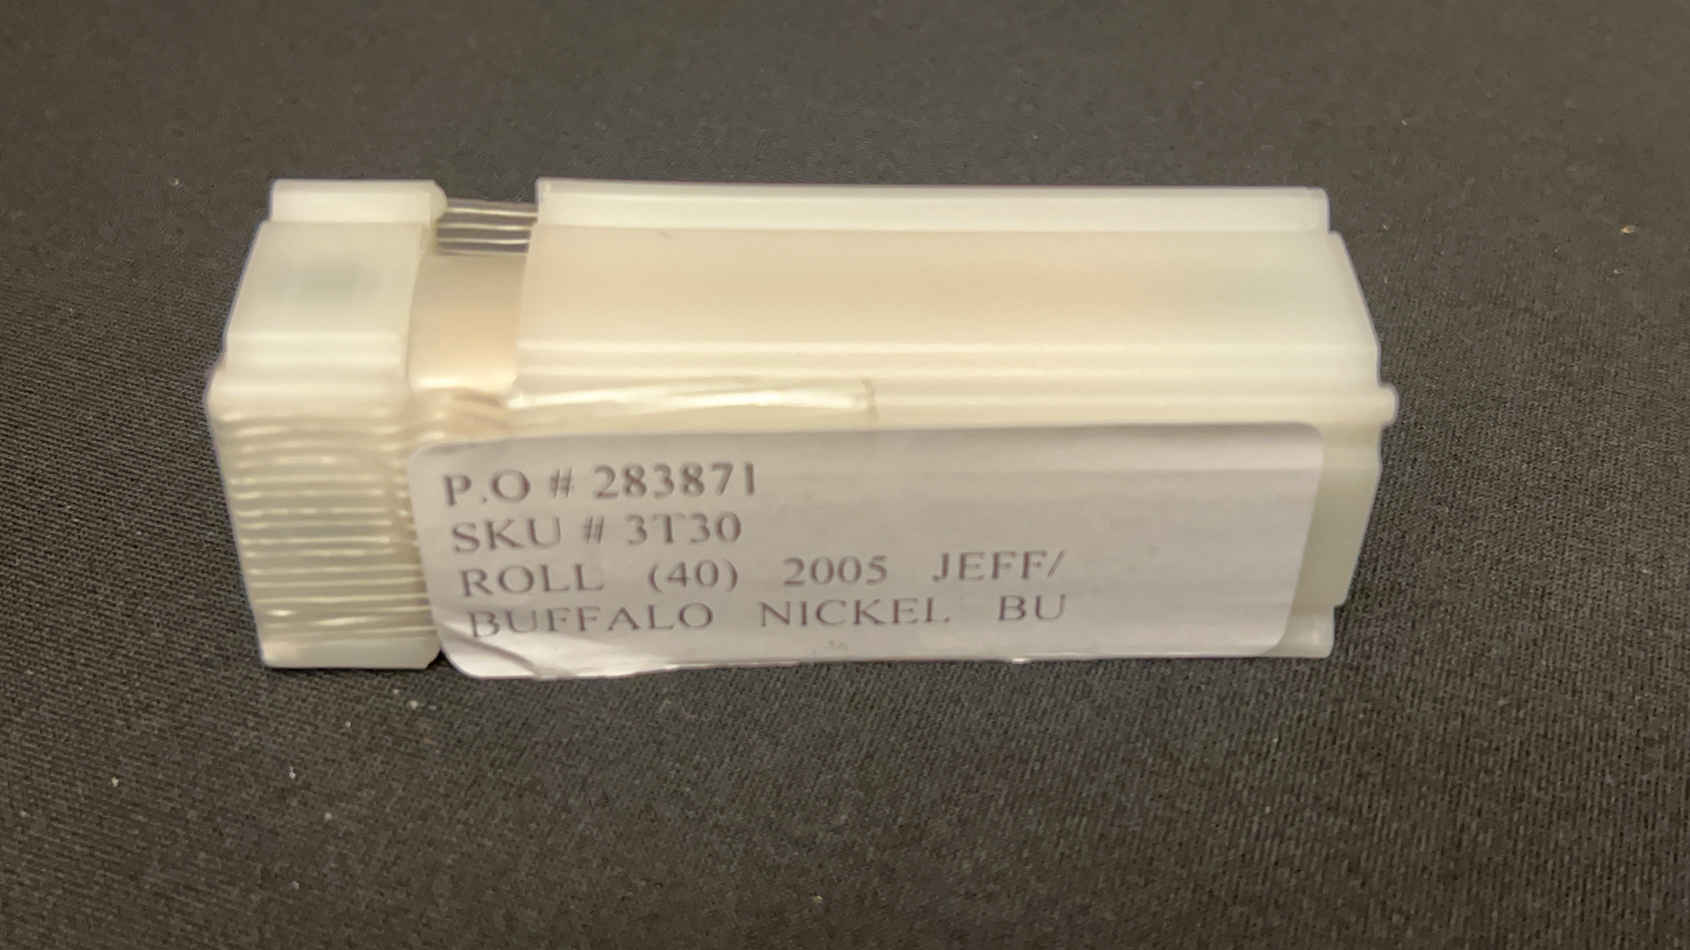 P.O # 283871
SKU # 3T30
ROLL (40) 2005 JEFF/
BUFFALO NICKEL BU